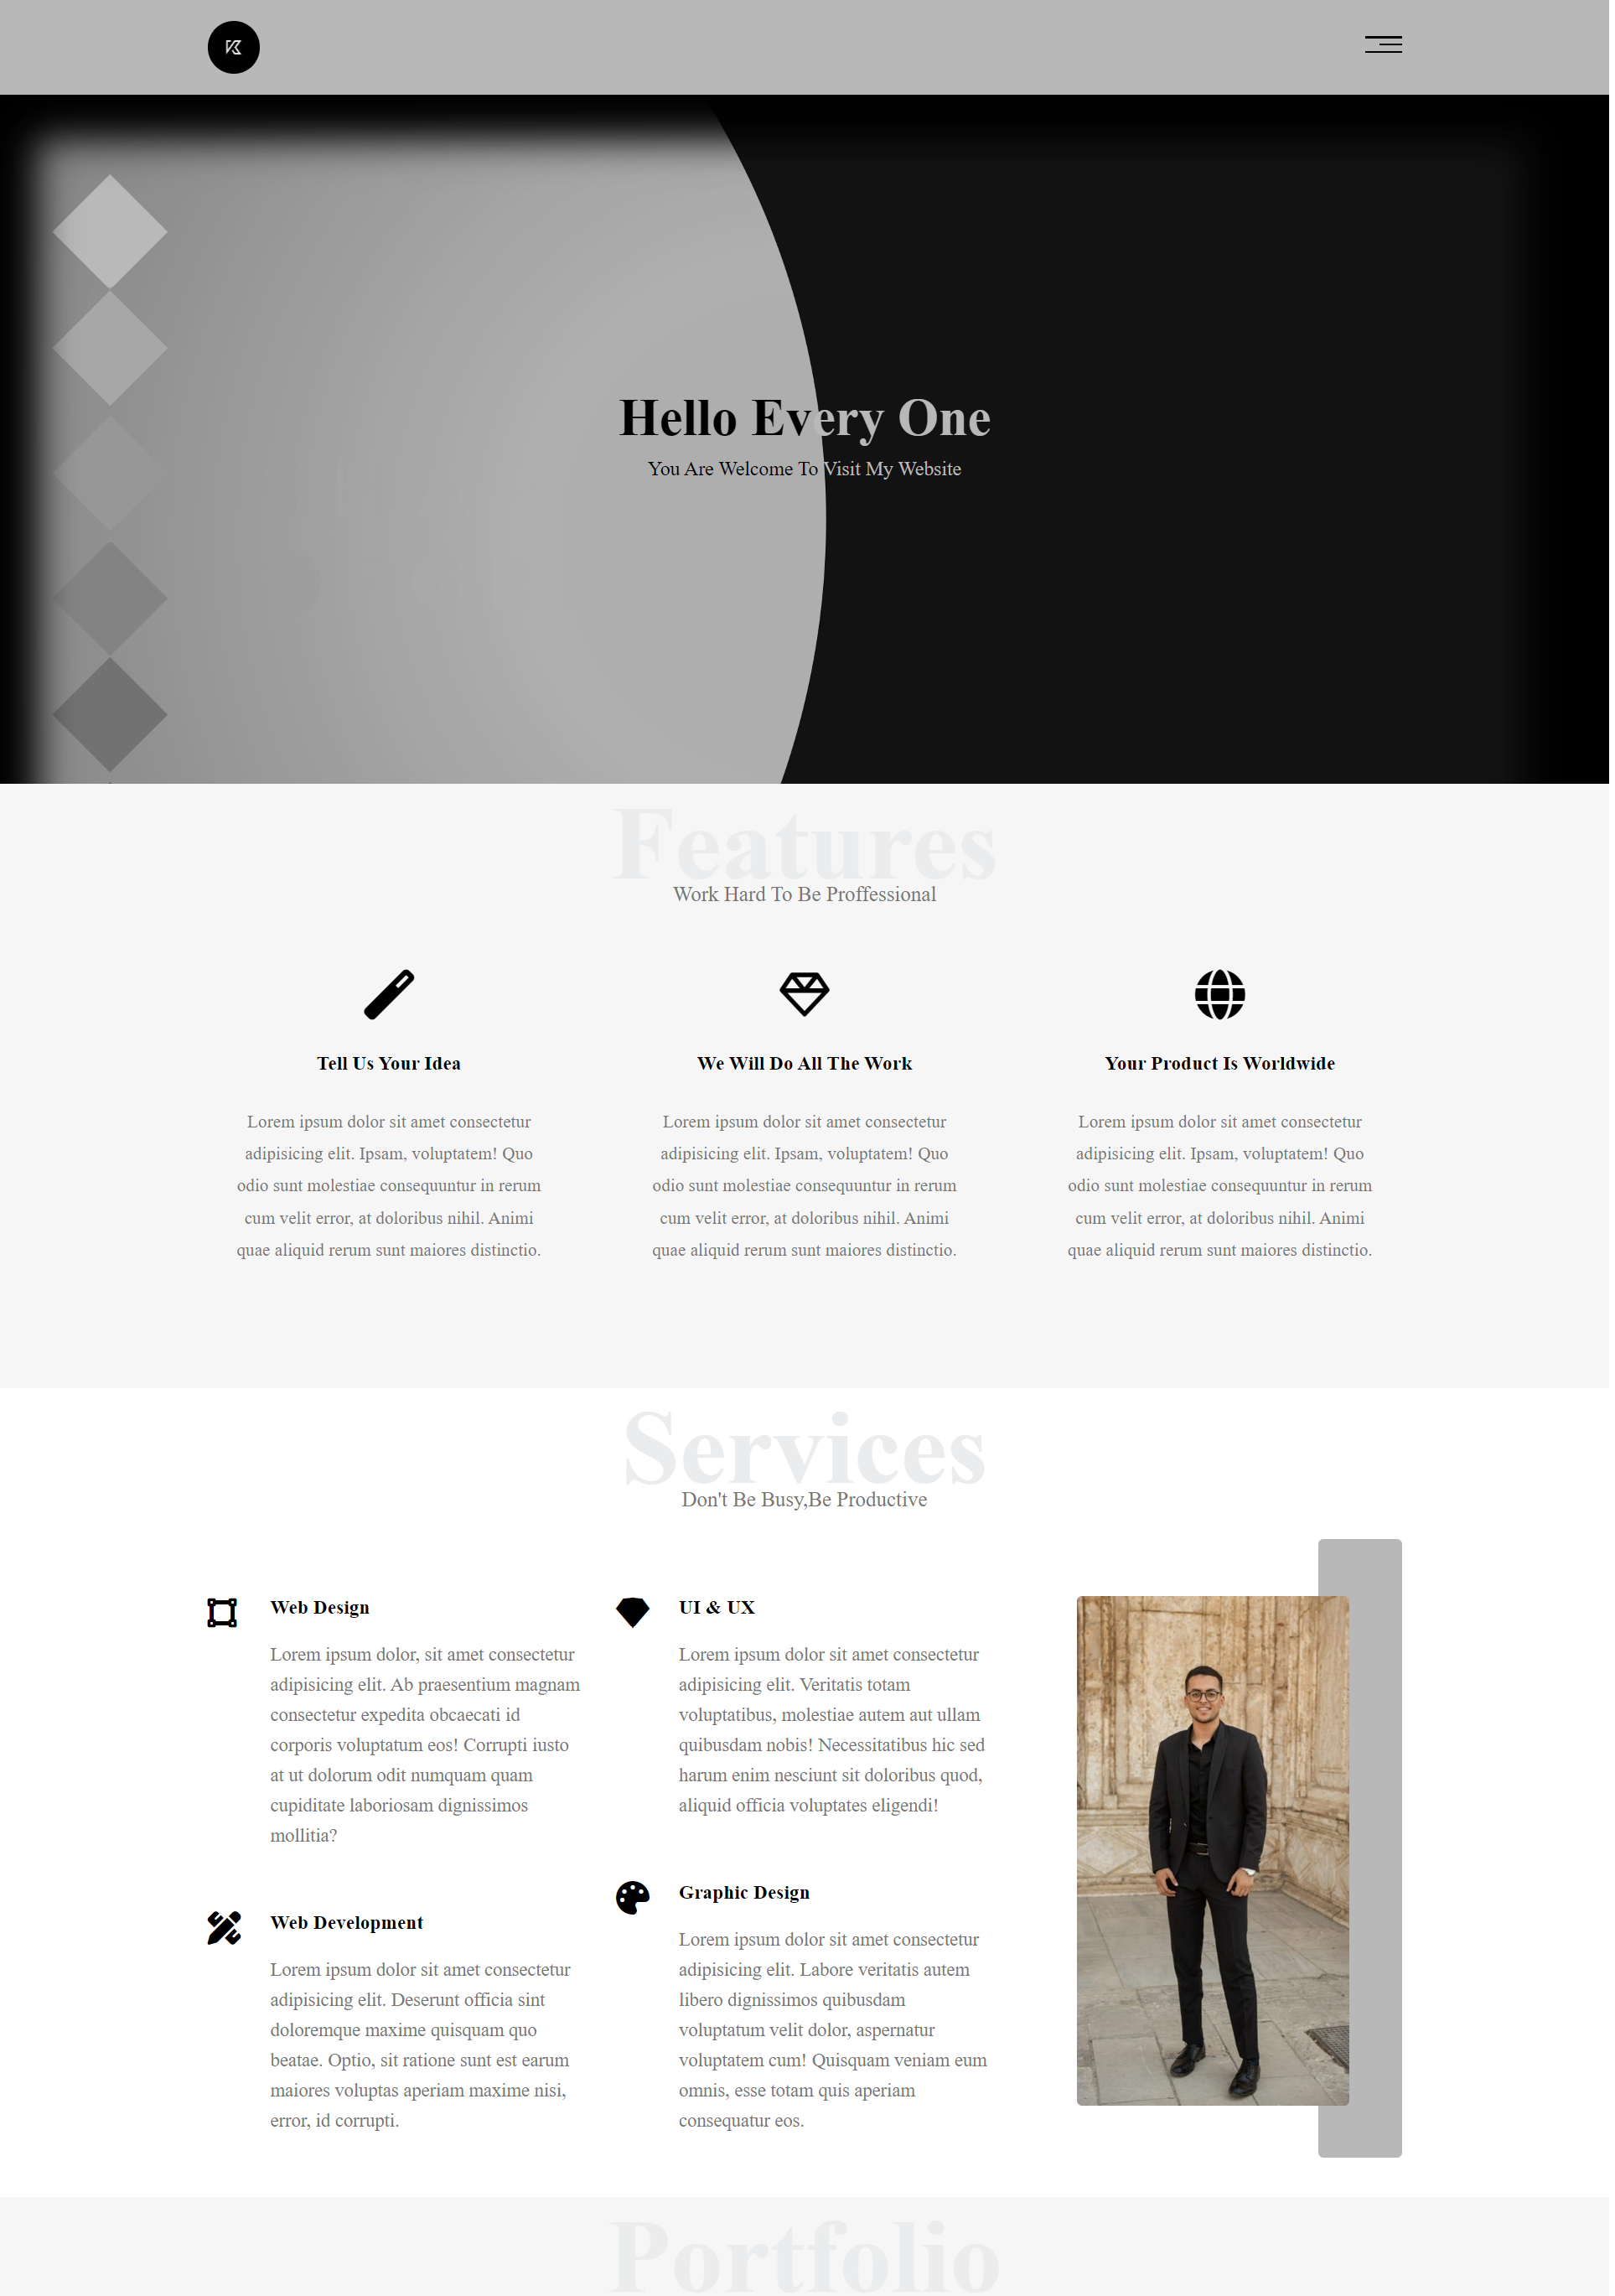 Hello Every One
You Are Welcome To Visit My Website
Features
Work Hard To Be Proffessional
Tell Us Your Idea
Lorem ipsum dolor sit amet consectetur
adipisicing elit. Ipsam, voluptatem! Quo
odio sunt molestiae consequuntur in rerum
cum velit error, at doloribus nihil. Animi
quae aliquid rerum sunt maiores distinctio.
We Will Do All The Work
Lorem ipsum dolor sit amet consectetur
adipisicing elit. Ipsam, voluptatem! Quo
odio sunt molestiae consequuntur in rerum
cum velit error, at doloribus nihil. Animi
quae aliquid rerum sunt maiores distinctio.
Your Product Is Worldwide
Lorem ipsum dolor sit amet consectetur
adipisicing elit. Ipsam, voluptatem! Quo
odio sunt molestiae consequuntur in rerum
cum velit error, at doloribus nihil. Animi
quae aliquid rerum sunt maiores distinctio.
Services
Don't Be Busy,Be Productive
Web Design
Lorem ipsum dolor, sit amet consectetur
adipisicing elit. Ab praesentium magnam
consectetur expedita obcaecati id
corporis voluptatum eos! Corrupti iusto
at ut dolorum odit numquam quam
cupiditate laboriosam dignissimos
mollitia?
Web Development
Lorem ipsum dolor sit amet consectetur
adipisicing elit. Deserunt officia sint
doloremque maxime quisquam quo
beatae. Optio, sit ratione sunt est earum
maiores voluptas aperiam maxime nisi,
error, id corrupti.
UI & UX
Lorem ipsum dolor sit amet consectetur
adipisicing elit. Veritatis totam
voluptatibus, molestiae autem aut ullam
quibusdam nobis! Necessitatibus hic sed
harum enim nesciunt sit doloribus quod,
aliquid officia voluptates eligendi!
Graphic Design
Lorem ipsum dolor sit amet consectetur
adipisicing elit. Labore veritatis autem
libero dignissimos quibusdam
voluptatum velit dolor, aspernatur
voluptatem cum! Quisquam veniam eum
omnis, esse totam quis aperiam
consequatur eos.
Portfolio